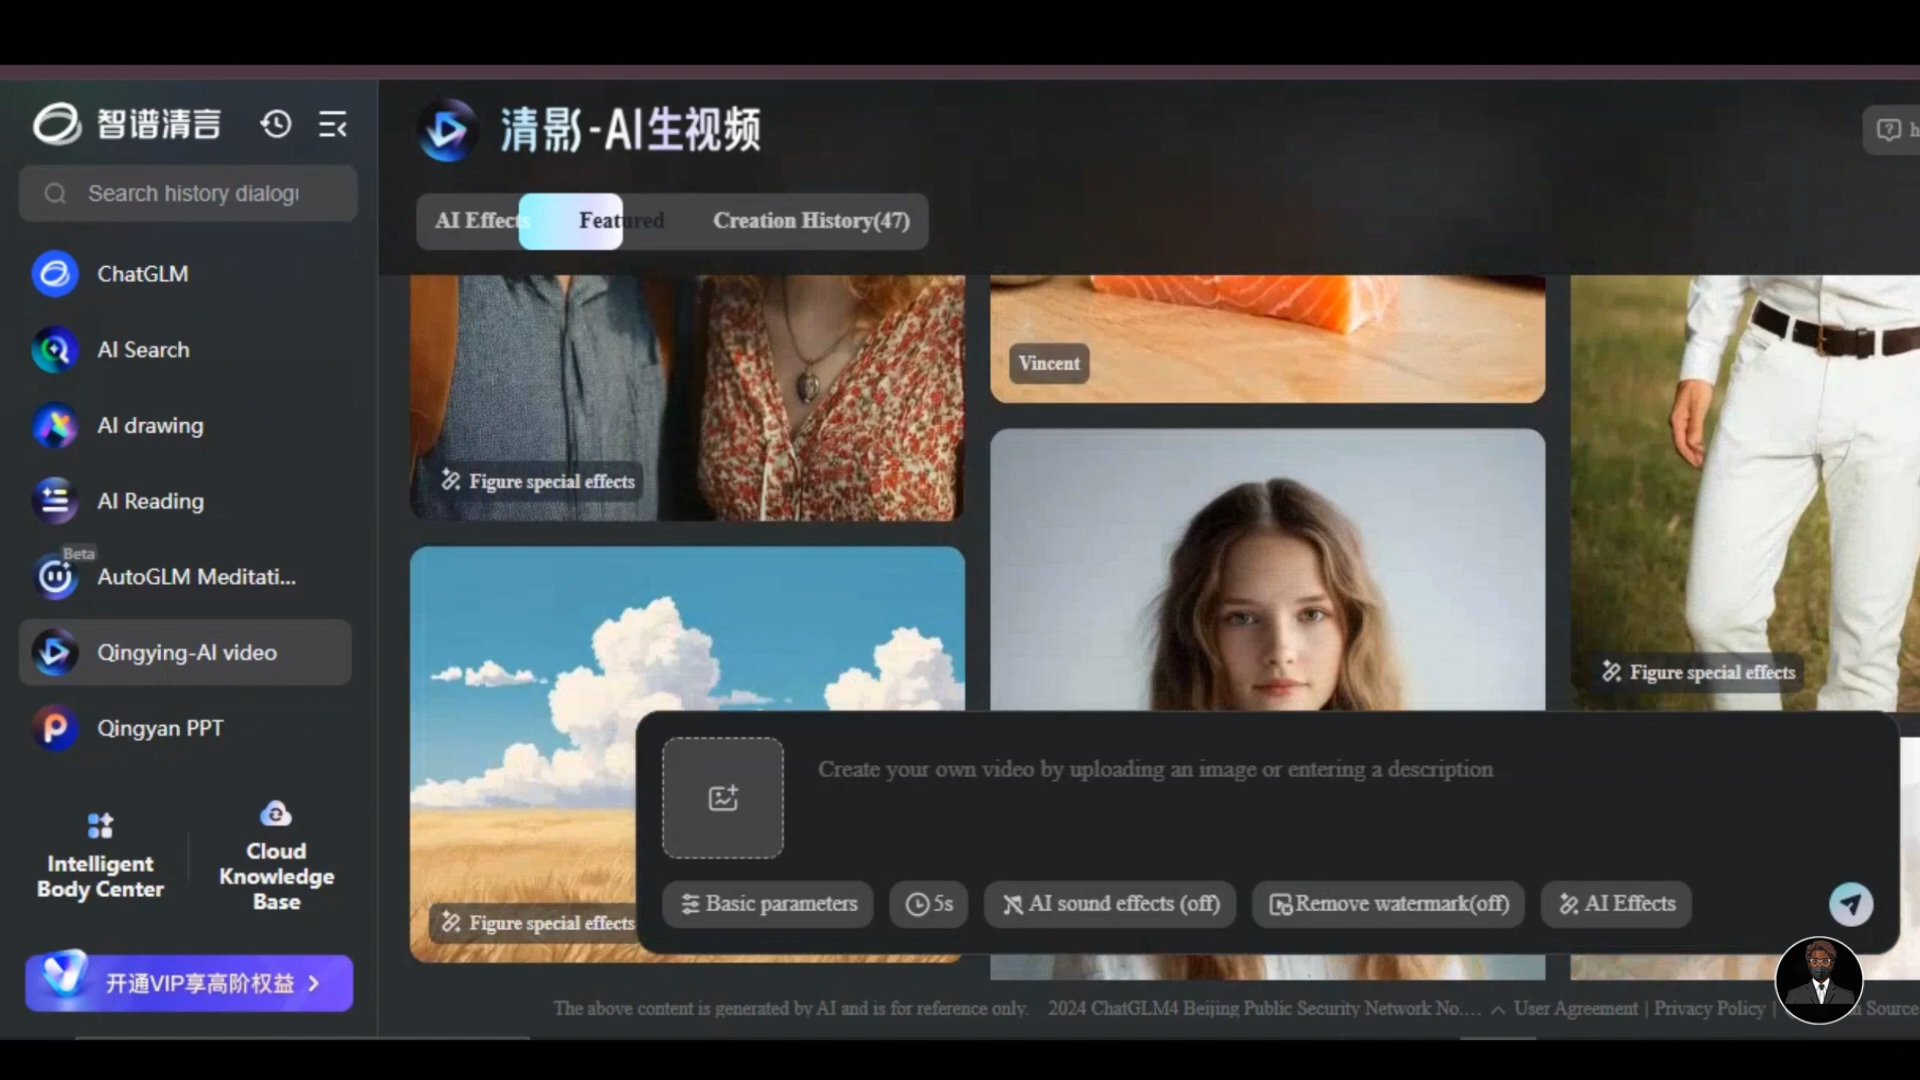 智谱清言
Search history dialogu
ChatGLM
AI Search
AI drawing
AI Reading
Beta
AutoGLM Meditati...
Qingying-AI video
Qingyan PPT
Intelligent
Body Center
Cloud
Knowledge
Base
开通VIP享高阶权益
清影-AI生视频
AI Effects
Featured
Creation History(47)
Figure special effects
Vincent
Figure special effects
Figure special effects
Create your own video by uploading an image or entering a description
Basic parameters
5s
AI sound effects (off)
Remove watermark(off)
AI Effects
The above content is generated by AI and is for reference only. 2024 ChatGLM4 Beijing Public Security Network No.... User Agreement | Privacy Policy | Source